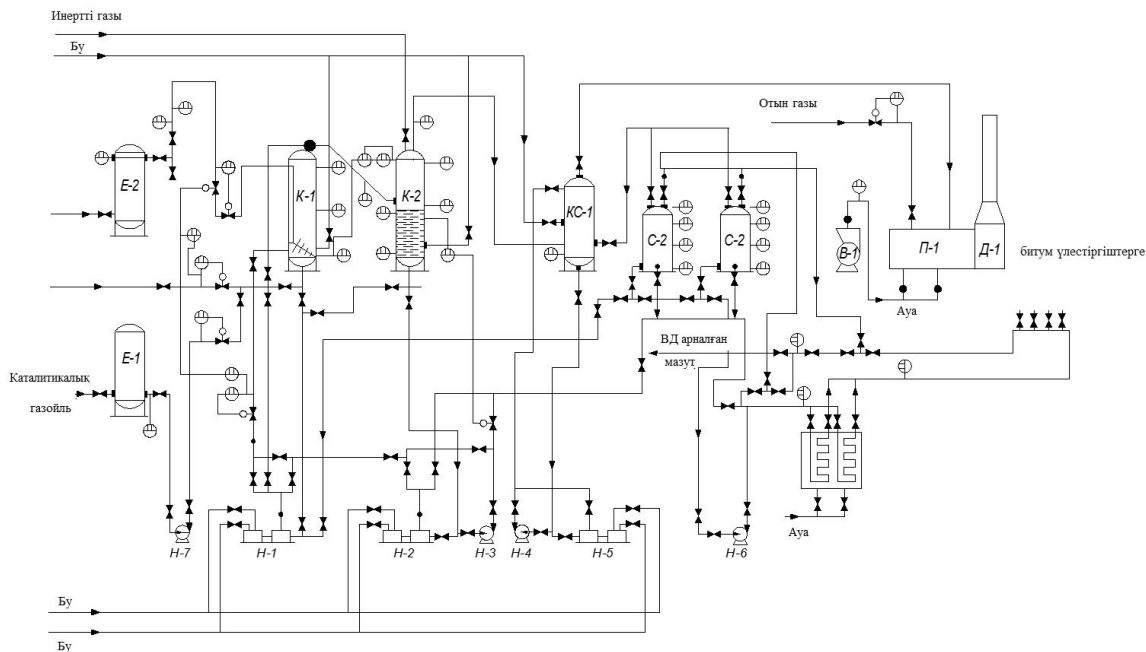 Инертті газы
Бу
Отын газы
Е-2
К-1
К-2
КС-1
С-2
С-2
В-1
П-1
Д-1
битум үлестіргіштерге
Ауа
ВД арналған
мазут
Е-1
Каталитикалық
газойль
Ауа
Н-7
Н-1
Н-2
Н-3
Н-4
Н-5
Н-6
Бу
Бу